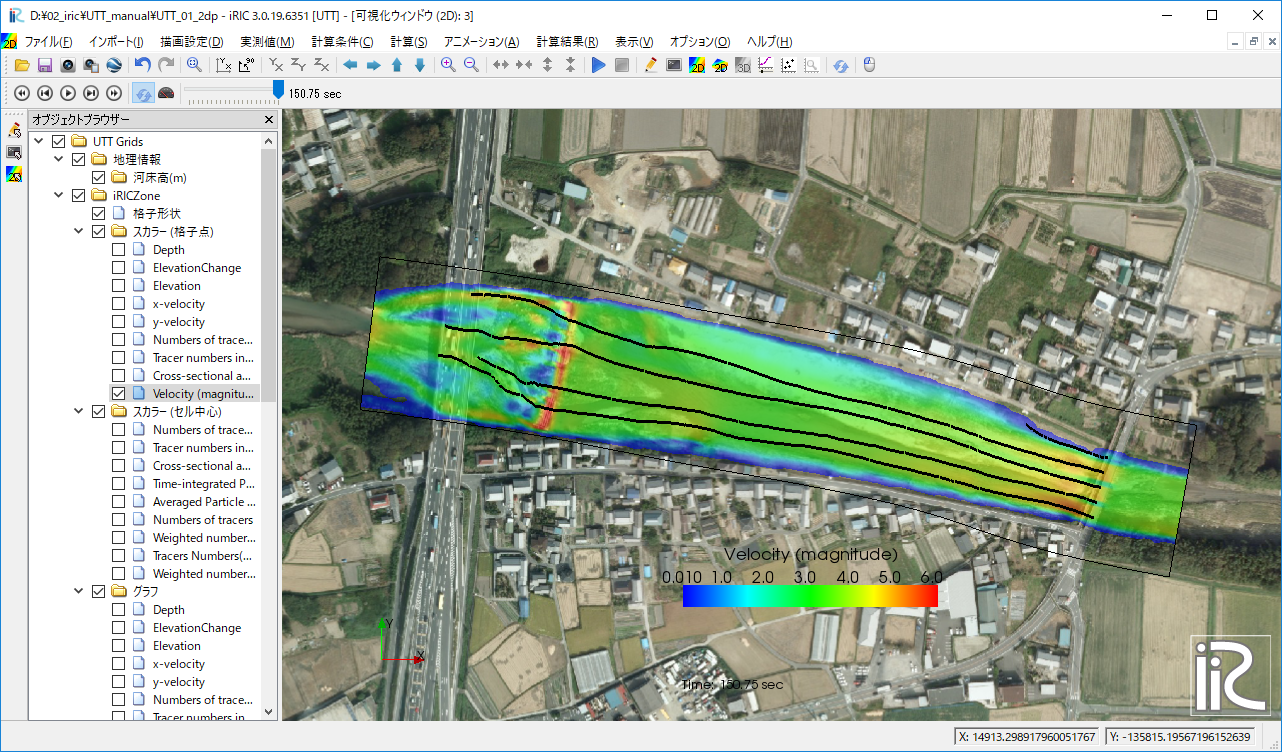 D:¥02_iric¥UTT_manual¥UTT_01_2dp - iRIC 3.0.19.6351 [UTT] - [可視化ウィンドウ (2D): 3]
ファイル(F) インポート(I) 描画設定(D) 実測値(M) 計算条件(C) 計算(S) アニメーション(A) 計算結果(R) 表示(V) オプション(O) ヘルプ(H)
150.75 sec
オブジェクトブラウザー
UTT Grids
地理情報
河床高(m)
iRICZone
格子形状
スカラー (格子点)
Depth
ElevationChange
Elevation
x-velocity
y-velocity
Numbers of trace...
Tracer numbers in...
Cross-sectional a...
Velocity (magnitu...
スカラー (セル中心)
Numbers of trace...
Tracer numbers in...
Cross-sectional a...
Time-integrated P...
Averaged Particle ...
Numbers of tracers
Weighted number...
Tracers Numbers(...
Weighted number...
グラフ
Depth
ElevationChange
Elevation
x-velocity
y-velocity
Numbers of trace...
Tracer numbers in...
Velocity (magnitude)
0.010 1.0 2.0 3.0 4.0 5.0 6.0
Y
X
Time: 150.75 sec
iRiC
X: 14913.298917960051767
Y: -135815.19567196152639